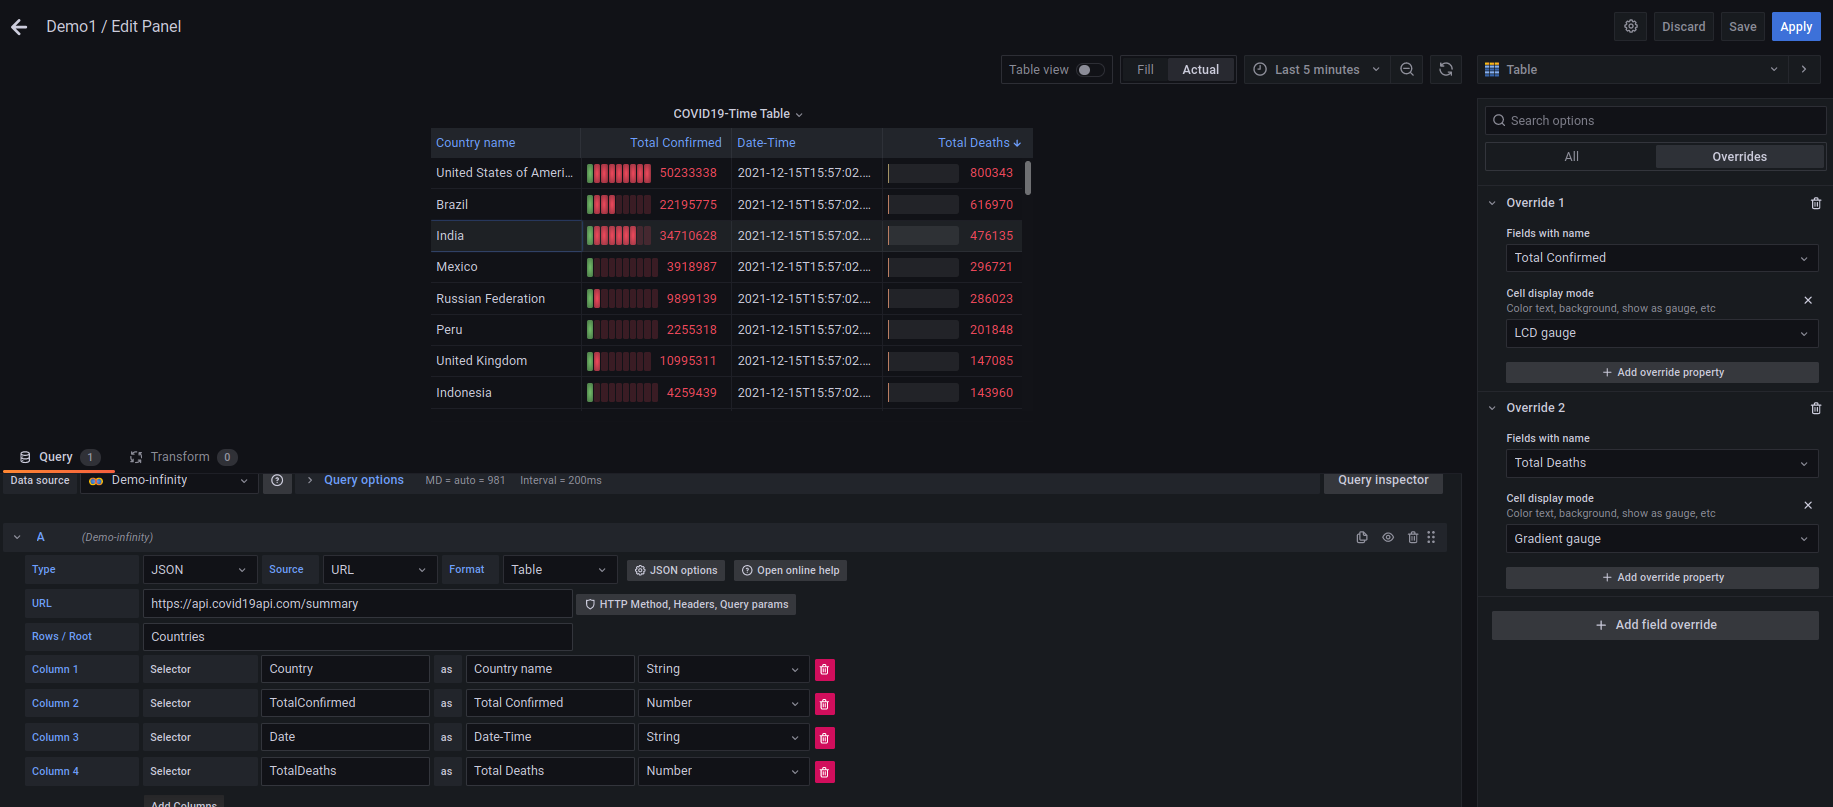 Demo1 / Edit Panel
Discard
Save
Apply
Table view
Fill
Actual
Last 5 minutes
Table
COVID19-Time Table
Country name Total Confirmed Date-Time Total Deaths
United States of Ameri... 50233338 2021-12-15T15:57:02.... 800343
Brazil 22195775 2021-12-15T15:57:02.... 616970
India 34710628 2021-12-15T15:57:02.... 476135
Mexico 3918987 2021-12-15T15:57:02.... 296721
Russian Federation 9899139 2021-12-15T15:57:02.... 286023
Peru 2255318 2021-12-15T15:57:02.... 201848
United Kingdom 10995311 2021-12-15T15:57:02.... 147085
Indonesia 4259439 2021-12-15T15:57:02.... 143960
Query 1 Transform 0
Data source Demo-infinity Query options MD = auto = 981 Interval = 200ms Query inspector
A (Demo-infinity)
Type JSON Source URL Format Table JSON options Open online help
URL https://api.covid19api.com/summary HTTP Method, Headers, Query params
Rows / Root Countries
Column 1 Selector Country as Country name String
Column 2 Selector TotalConfirmed as Total Confirmed Number
Column 3 Selector Date as Date-Time String
Column 4 Selector TotalDeaths as Total Deaths Number
Add Columns
Search options
All Overrides
Override 1
Fields with name
Total Confirmed
Cell display mode
Color text, background, show as gauge, etc
LCD gauge
Add override property
Override 2
Fields with name
Total Deaths
Cell display mode
Color text, background, show as gauge, etc
Gradient gauge
Add override property
Add field override